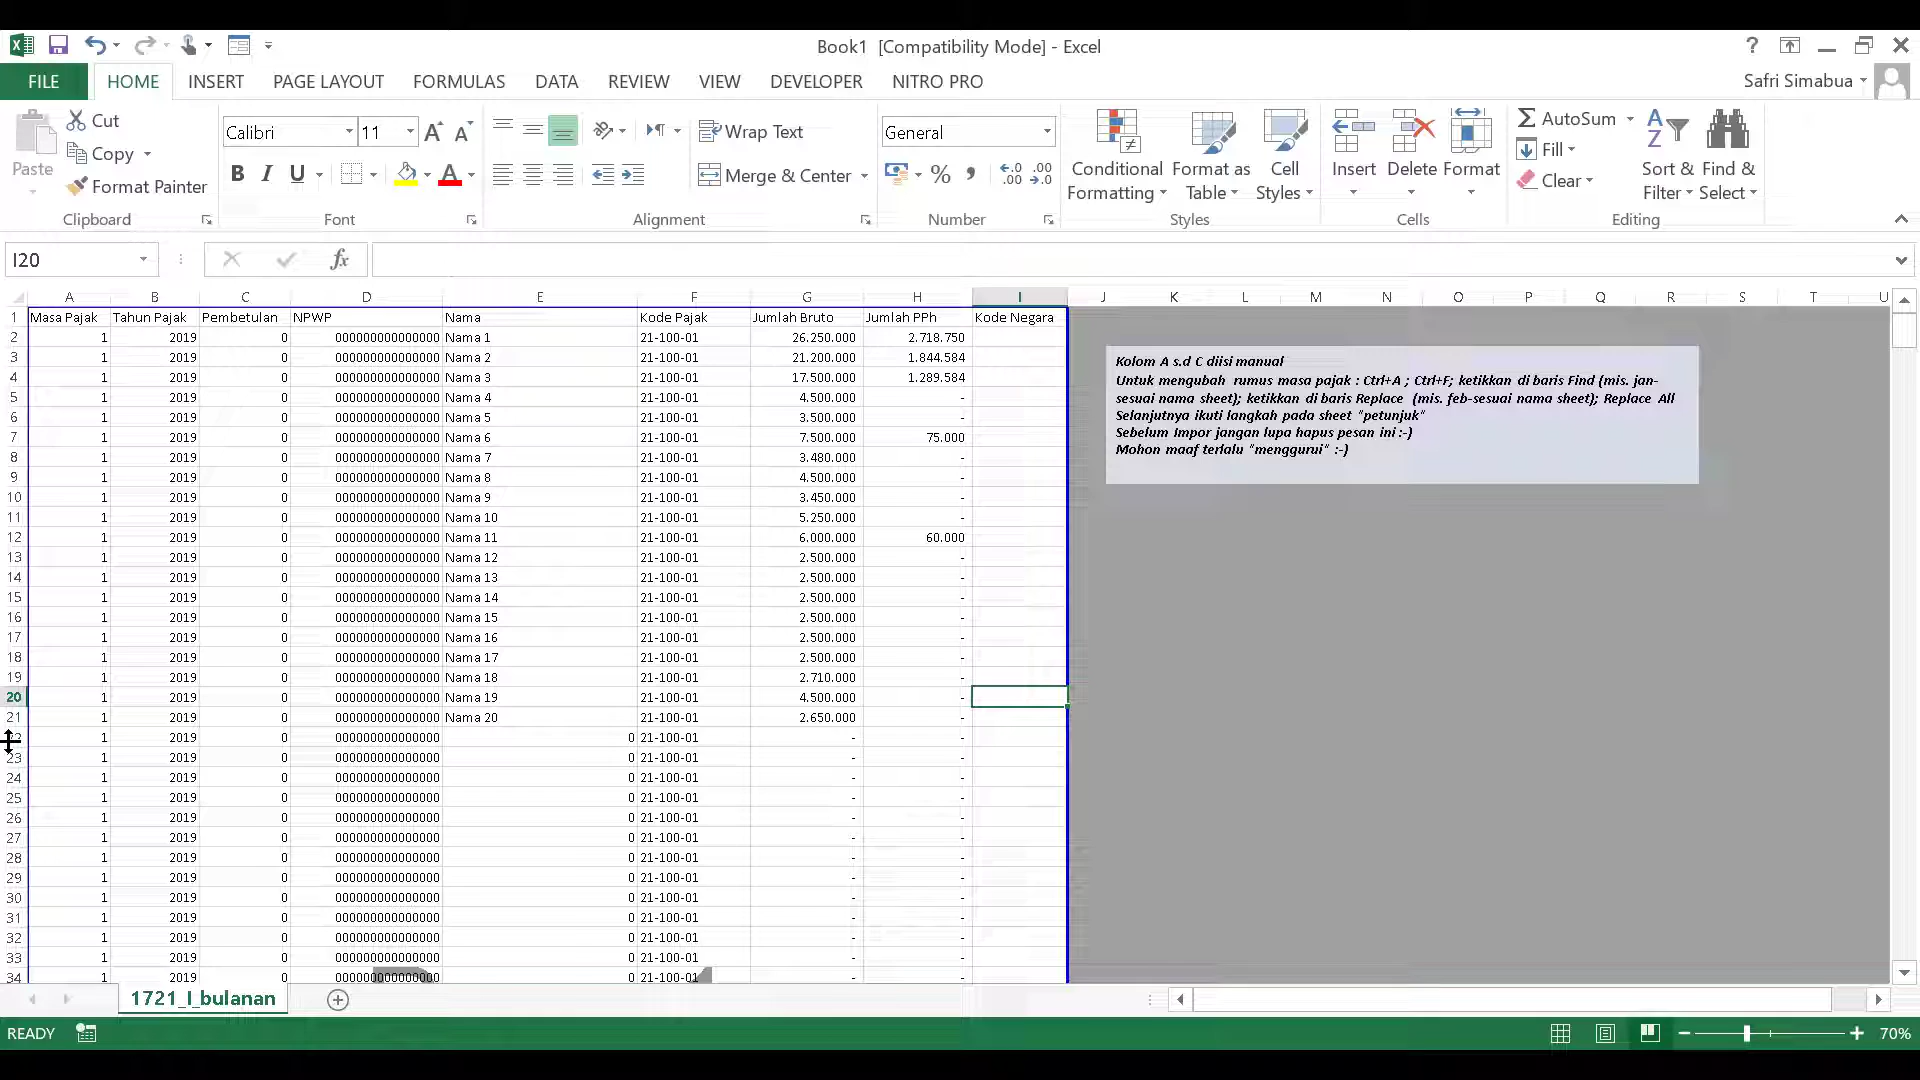 Book1 [Compatibility Mode] - Excel
?
FILE HOME INSERT PAGE LAYOUT FORMULAS DATA REVIEW VIEW DEVELOPER NITRO PRO Safri Simabua
Paste Cut Copy Format Painter Clipboard
Calibri 11 B I U A Font
Wrap Text Merge & Center Alignment
General % , .00 Number
Conditional Formatting Format as Table Cell Styles Styles
Insert Delete Format Cells
AutoSum Fill Clear Sort & Filter Find & Select Editing
I20 fx
A B C D E F G H I J K L M N O P Q R S T U
1 Masa Pajak Tahun Pajak Pembetulan NPWP Nama Kode Pajak Jumlah Bruto Jumlah PPh Kode Negara
2 1 2019 0 000000000000000 Nama 1 21-100-01 26.250.000 2.718.750
3 1 2019 0 000000000000000 Nama 2 21-100-01 21.200.000 1.844.584
4 1 2019 0 000000000000000 Nama 3 21-100-01 17.500.000 1.289.584
5 1 2019 0 000000000000000 Nama 4 21-100-01 4.500.000 -
6 1 2019 0 000000000000000 Nama 5 21-100-01 3.500.000 -
7 1 2019 0 000000000000000 Nama 6 21-100-01 7.500.000 75.000
8 1 2019 0 000000000000000 Nama 7 21-100-01 3.480.000 -
9 1 2019 0 000000000000000 Nama 8 21-100-01 4.500.000 -
10 1 2019 0 000000000000000 Nama 9 21-100-01 3.450.000 -
11 1 2019 0 000000000000000 Nama 10 21-100-01 5.250.000 -
12 1 2019 0 000000000000000 Nama 11 21-100-01 6.000.000 60.000
13 1 2019 0 000000000000000 Nama 12 21-100-01 2.500.000 -
14 1 2019 0 000000000000000 Nama 13 21-100-01 2.500.000 -
15 1 2019 0 000000000000000 Nama 14 21-100-01 2.500.000 -
16 1 2019 0 000000000000000 Nama 15 21-100-01 2.500.000 -
17 1 2019 0 000000000000000 Nama 16 21-100-01 2.500.000 -
18 1 2019 0 000000000000000 Nama 17 21-100-01 2.500.000 -
19 1 2019 0 000000000000000 Nama 18 21-100-01 2.710.000 -
20 1 2019 0 000000000000000 Nama 19 21-100-01 4.500.000 -
21 1 2019 0 000000000000000 Nama 20 21-100-01 2.650.000 -
1 2019 0 000000000000000 0 21-100-01 - -
23 1 2019 0 000000000000000 0 21-100-01 - -
24 1 2019 0 000000000000000 0 21-100-01 - -
25 1 2019 0 000000000000000 0 21-100-01 - -
26 1 2019 0 000000000000000 0 21-100-01 - -
27 1 2019 0 000000000000000 0 21-100-01 - -
28 1 2019 0 000000000000000 0 21-100-01 - -
29 1 2019 0 000000000000000 0 21-100-01 - -
30 1 2019 0 000000000000000 0 21-100-01 - -
31 1 2019 0 000000000000000 0 21-100-01 - -
32 1 2019 0 000000000000000 0 21-100-01 - -
33 1 2019 0 000000000000000 0 21-100-01 - -
34 1 2019 0 000000000000000 0 21-100-01 - -
Kolom A s.d C diisi manual
Untuk mengubah rumus masa pajak : Ctrl+A ; Ctrl+F; ketikkan di baris Find (mis. jan-
sesuai nama sheet); ketikkan di baris Replace (mis. feb-sesuai nama sheet); Replace All
Selanjutnya ikuti langkah pada sheet "petunjuk"
Sebelum Impor jangan lupa hapus pesan ini :-)
Mohon maaf terlalu "menggurui" :-)
1721_I_bulanan
READY 70%